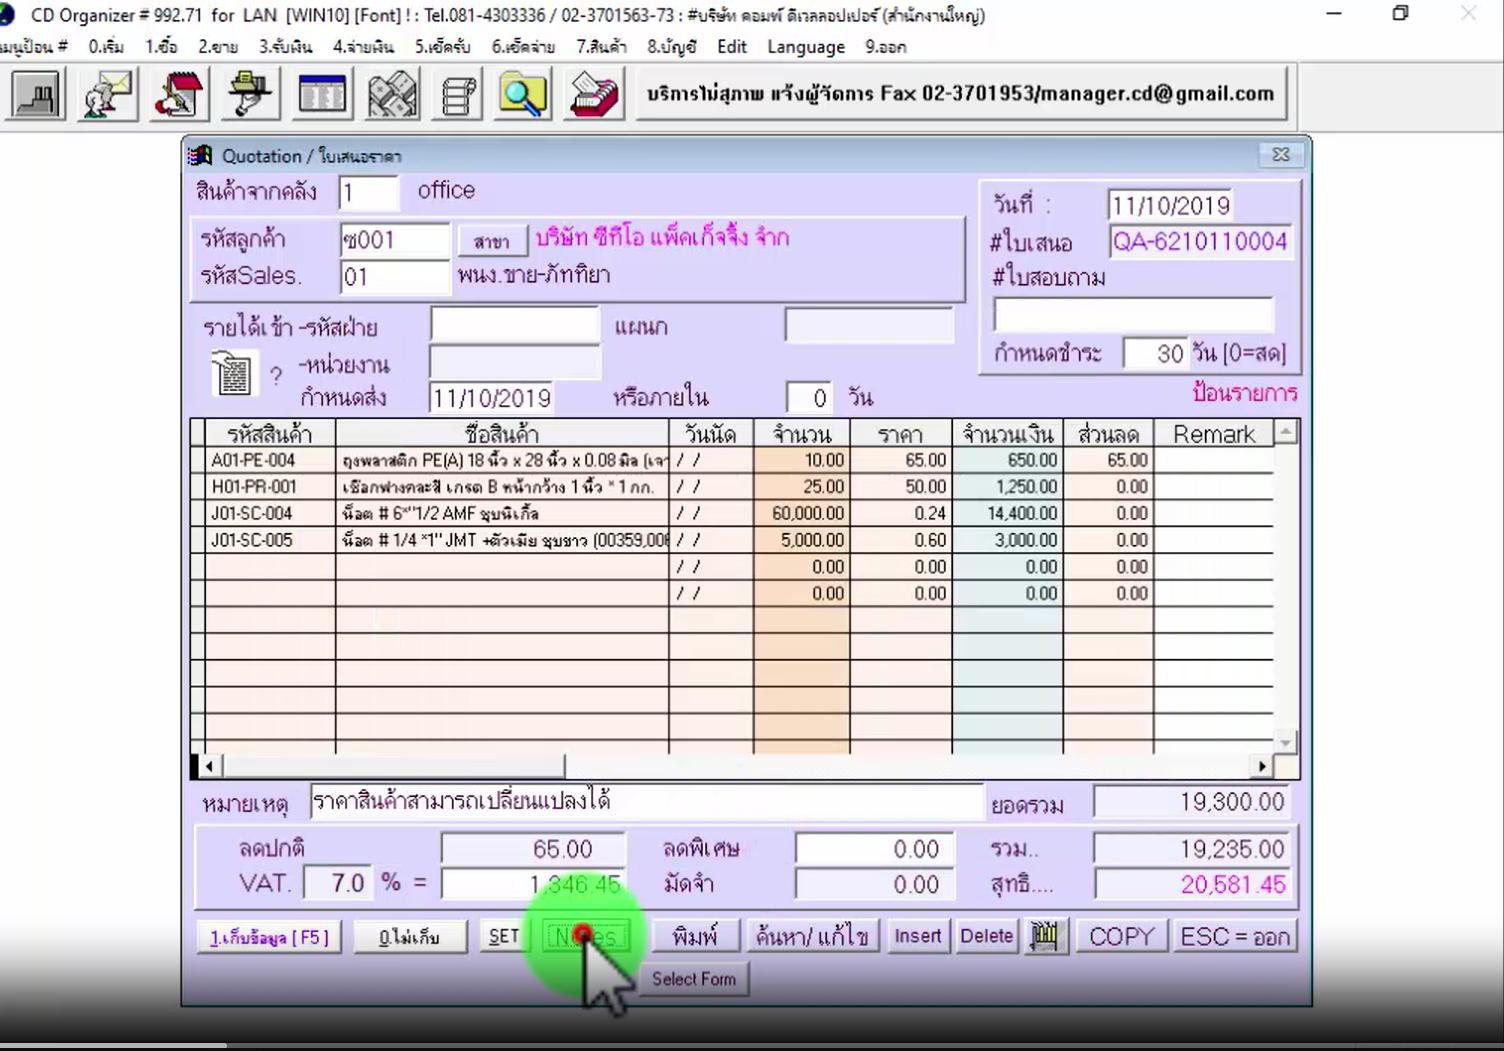 CD Organizer # 992.71 for LAN [WIN10] [Font] ! : Tel.081-4303336 / 02-3701563-73 : #บริษัท คอมพ์ ดีเวลลอปเปอร์ (สำนักงานใหญ่)
เมนูป้อน # 0.เริ่ม 1.ซื้อ 2.ขาย 3.รับเงิน 4.จ่ายเงิน 5.เช็ครับ 6.เช็คจ่าย 7.สินค้า 8.บัญชี Edit Language 9.ออก
บริการไม่สุภาพ แจ้งผู้จัดการ Fax 02-3701953/manager.cd@gmail.com
Quotation / ใบเสนอราคา
สินค้าจากคลัง 1 office
วันที่ : 11/10/2019
รหัสลูกค้า ซ001 สาขา บริษัท ซีทีโอ แพ็คเก็จจิ้ง จำก
#ใบเสนอ QA-6210110004
รหัสSales. 01 พนง.ขาย-ภัททิยา
#ใบสอบถาม
รายได้เข้า -รหัสฝ่าย แผนก
? -หน่วยงาน
กำหนดชำระ 30 วัน [0=สด]
กำหนดส่ง 11/10/2019 หรือภายใน 0 วัน
ป้อนรายการ
รหัสสินค้า ชื่อสินค้า วันนัด จำนวน ราคา จำนวนเงิน ส่วนลด Remark
A01-PE-004 ถุงพลาสติก PE(A) 18 นิ้ว x 28 นิ้ว x 0.08 มิล (เจา / / 10.00 65.00 650.00 65.00
H01-PR-001 เชือกฟางคละสี เกรด B หน้ากว้าง 1 นิ้ว * 1 กก. / / 25.00 50.00 1,250.00 0.00
J01-SC-004 น็อต # 6*"1/2 AMF ชุบนิเกิ้ล / / 60,000.00 0.24 14,400.00 0.00
J01-SC-005 น็อต # 1/4 *1" JMT +ตัวเมีย ชุบขาว (00359,00 / / 5,000.00 0.60 3,000.00 0.00
/ / 0.00 0.00 0.00 0.00
/ / 0.00 0.00 0.00 0.00
หมายเหตุ ราคาสินค้าสามารถเปลี่ยนแปลงได้ ยอดรวม 19,300.00
ลดปกติ 65.00 ลดพิเศษ 0.00 รวม.. 19,235.00
VAT. 7.0 % = 1,346.45 มัดจำ 0.00 สุทธิ.... 20,581.45
1.เก็บข้อมูล [ F5 ] 0.ไม่เก็บ SET Notes พิมพ์ ค้นหา/ แก้ไข Insert Delete COPY ESC = ออก
Select Form